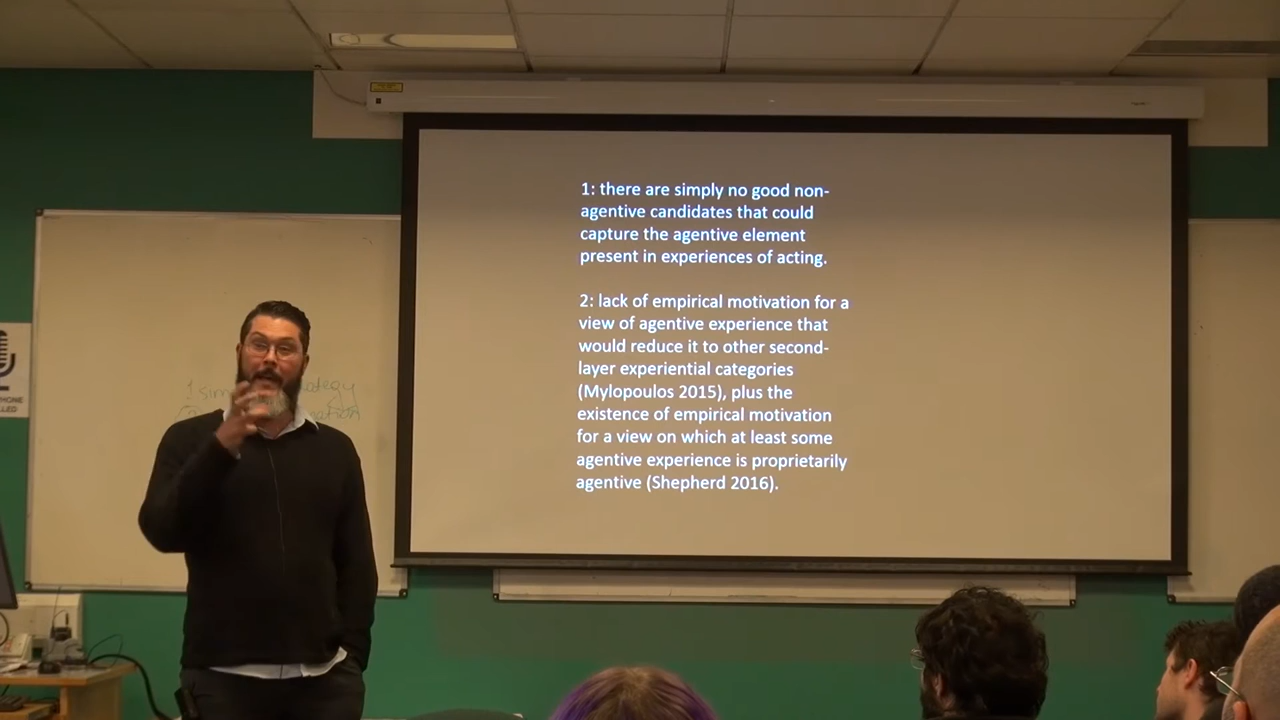 1: there are simply no good non-
agentive candidates that could
capture the agentive element
present in experiences of acting.
2: lack of empirical motivation for a
view of agentive experience that
would reduce it to other second-
layer experiential categories
(Mylopoulos 2015), plus the
existence of empirical motivation
for a view on which at least some
agentive experience is proprietarily
agentive (Shepherd 2016).